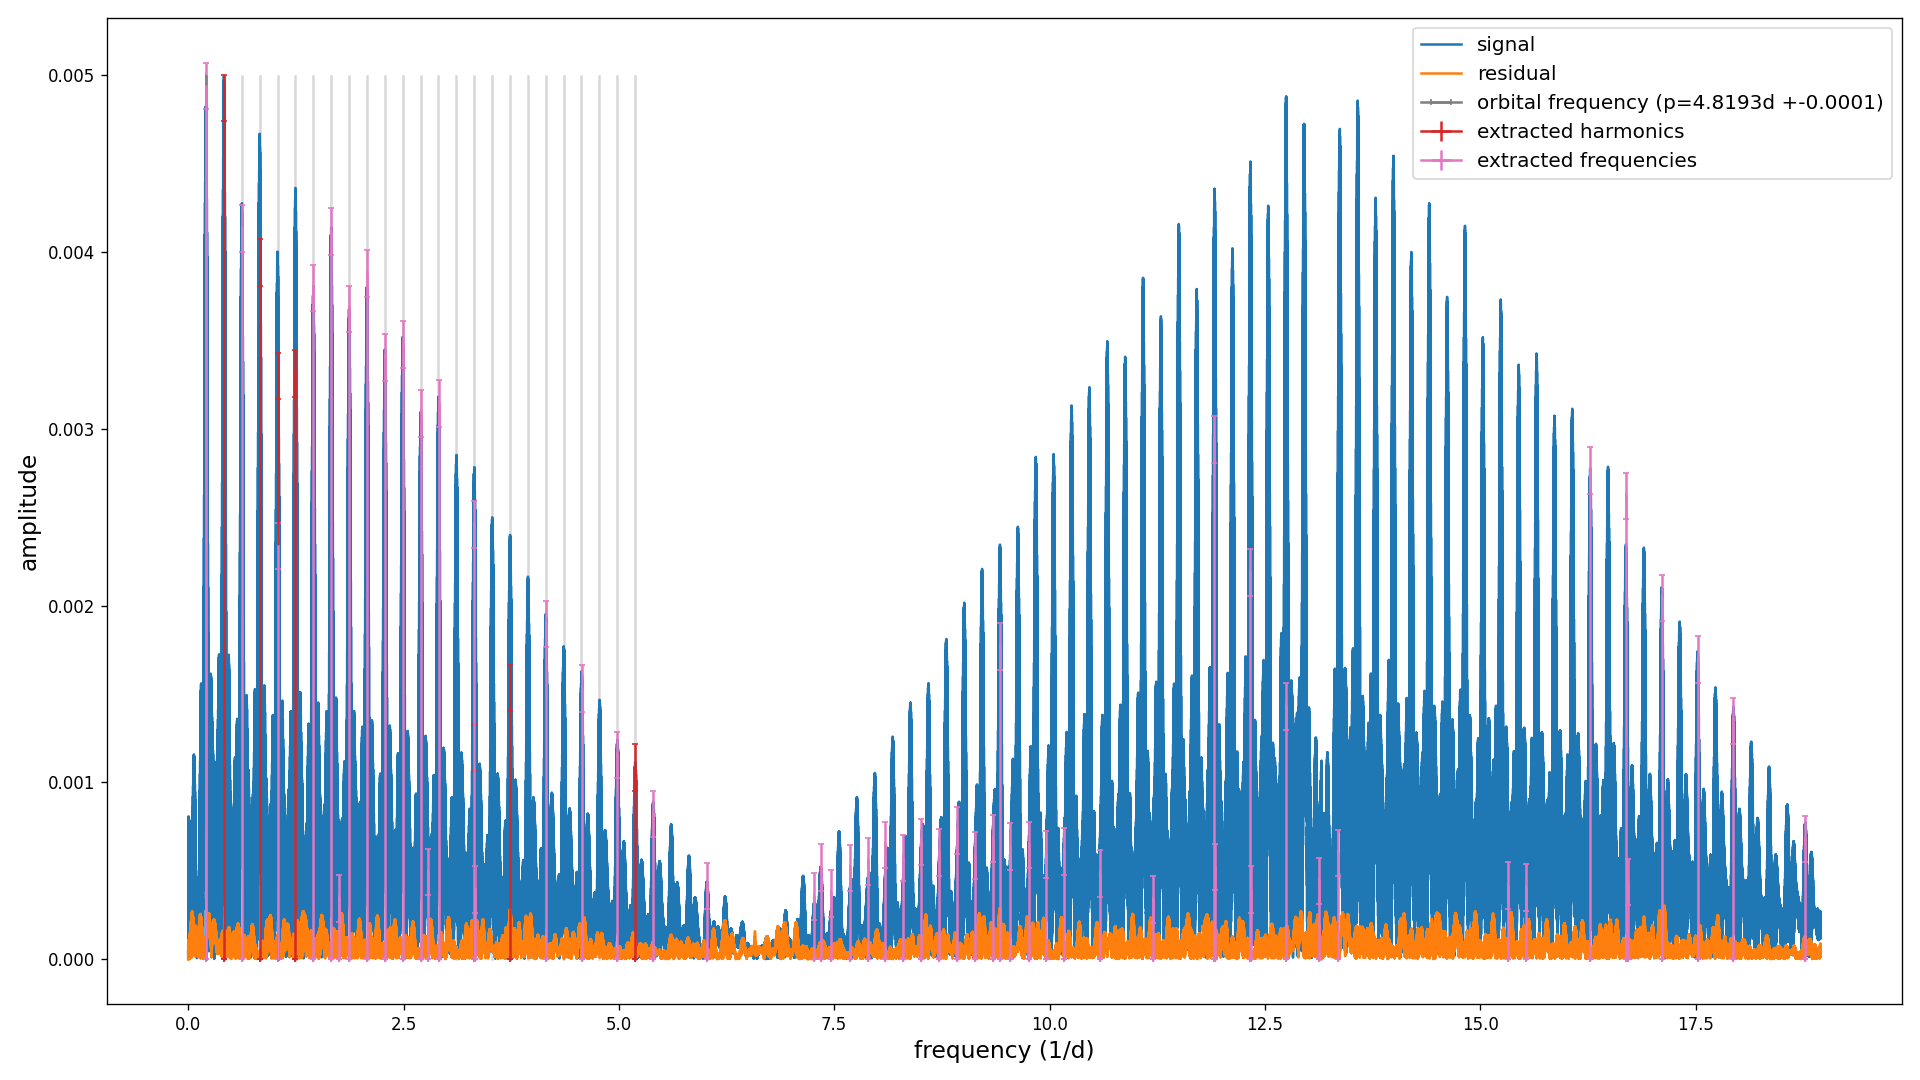 signal
residual
orbital frequency (p=4.8193d +-0.0001)
extracted harmonics
extracted frequencies
amplitude
0.005
0.004
0.003
0.002
0.001
0.000
0.0 2.5 5.0 7.5 10.0 12.5 15.0 17.5
frequency (1/d)